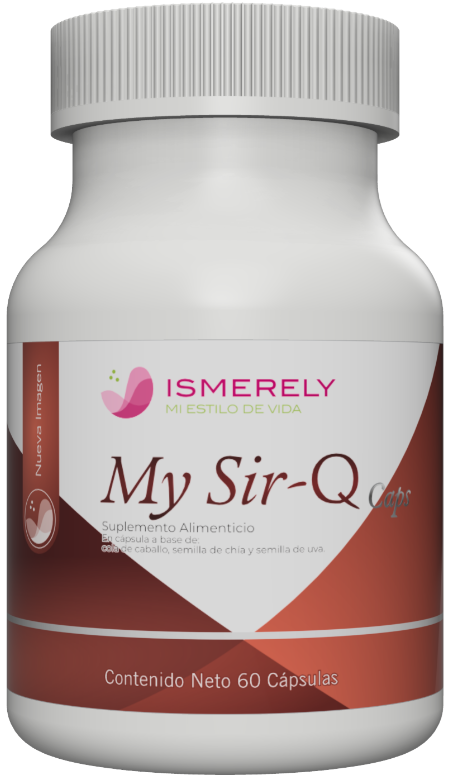 Nueva Imagen
ISMERELY
MI ESTILO DE VIDA
My Sir-Q Caps
Suplemento Alimenticio
En cápsula a base de:
cola de caballo, semilla de chía y semilla de uva.
Contenido Neto 60 Cápsulas